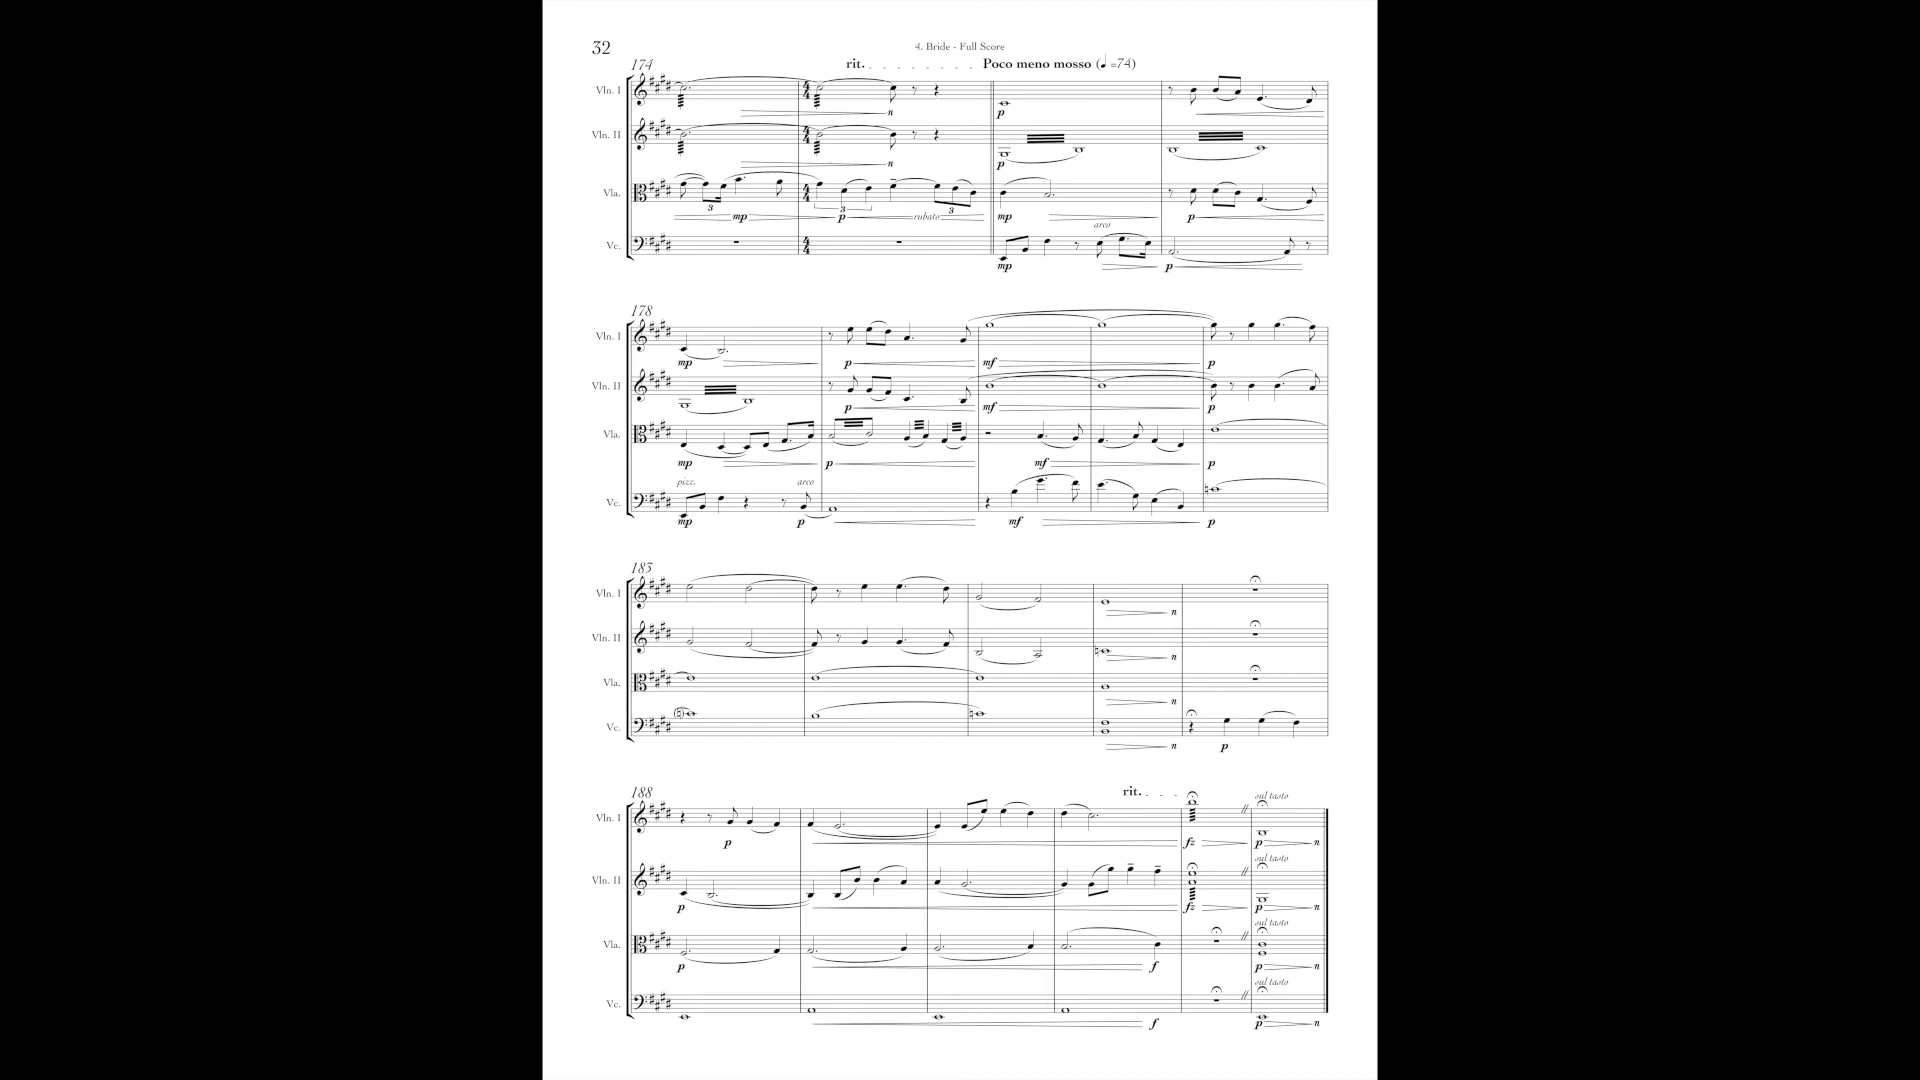 32
4. Bride - Full Score
174
rit. Poco meno mosso (♩ =74)
Vln. I
n
p
Vln. II
n
p
Vla.
3
mp
3
p
rubato
3
mp
p
Vc.
arco
mp
p
178
Vln. I
mp
p
mf
p
Vln. II
p
mf
p
Vla.
mp
p
mf
p
pizz.
arco
Vc.
mp
p
mf
p
183
Vln. I
n
Vln. II
n
Vla.
n
Vc.
n
p
188
rit.
sul tasto
Vln. I
p
fz
p
n
sul tasto
Vln. II
p
fz
p
n
sul tasto
Vla.
p
f
p
n
sul tasto
Vc.
f
p
n